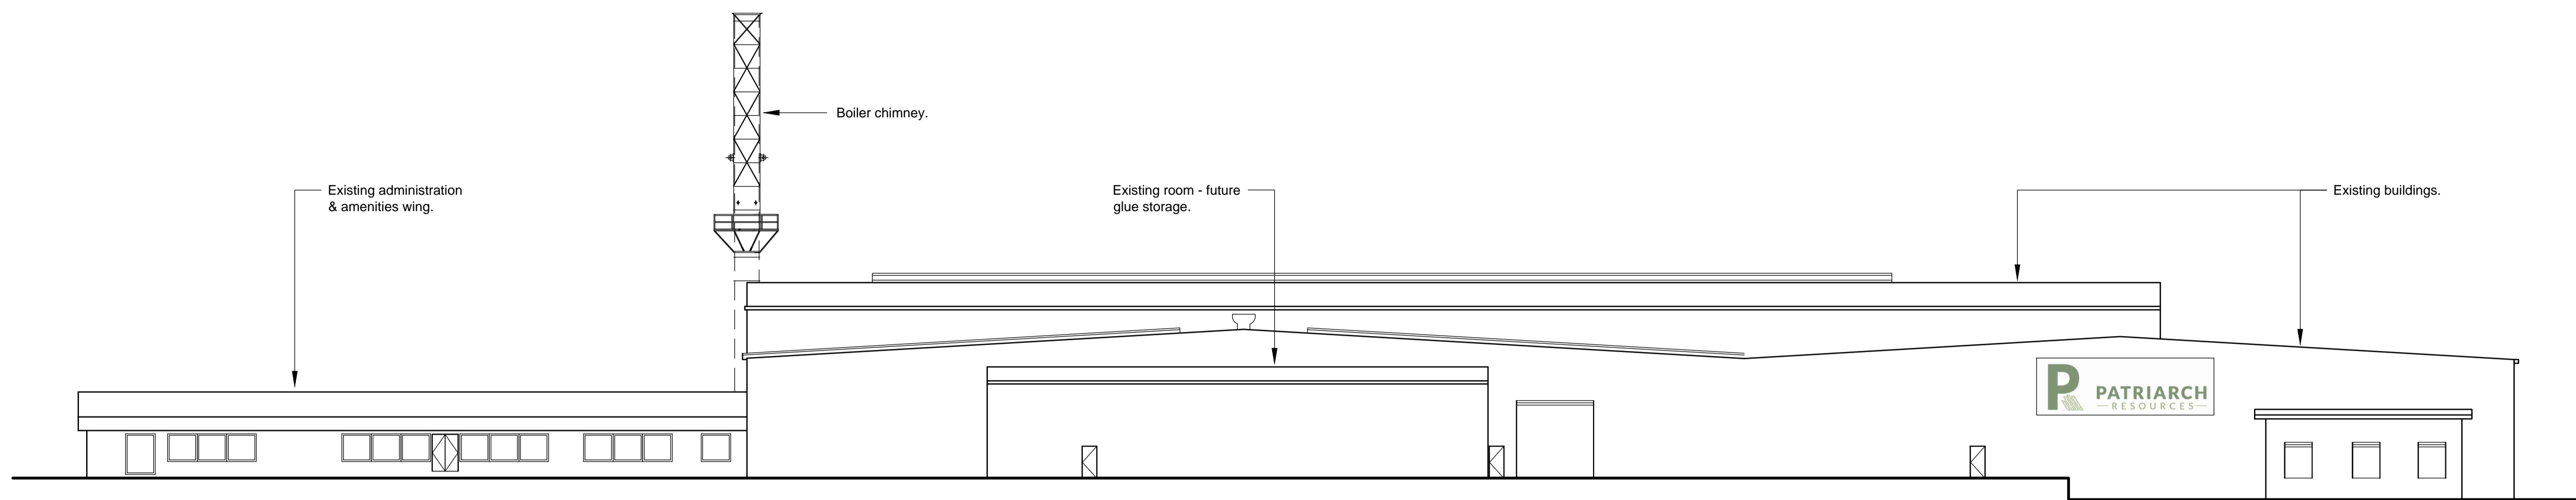 Boiler chimney.
Existing administration
& amenities wing.
Existing room - future
glue storage.
Existing buildings.
P
PATRIARCH
RESOURCES